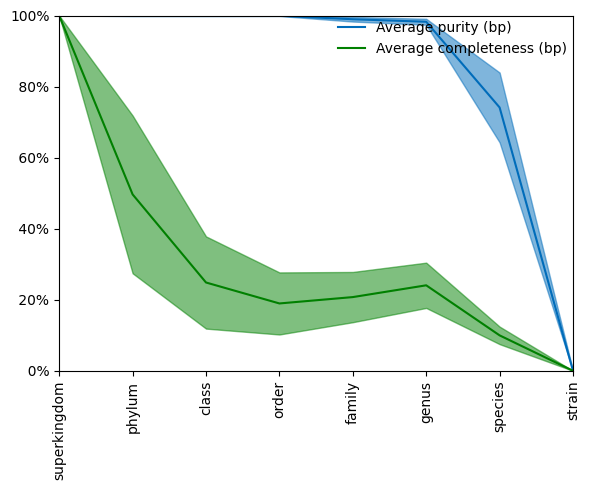 100%
80%
60%
40%
20%
0%
Average purity (bp)
Average completeness (bp)
superkingdom
phylum
class
order
family
genus
species
strain